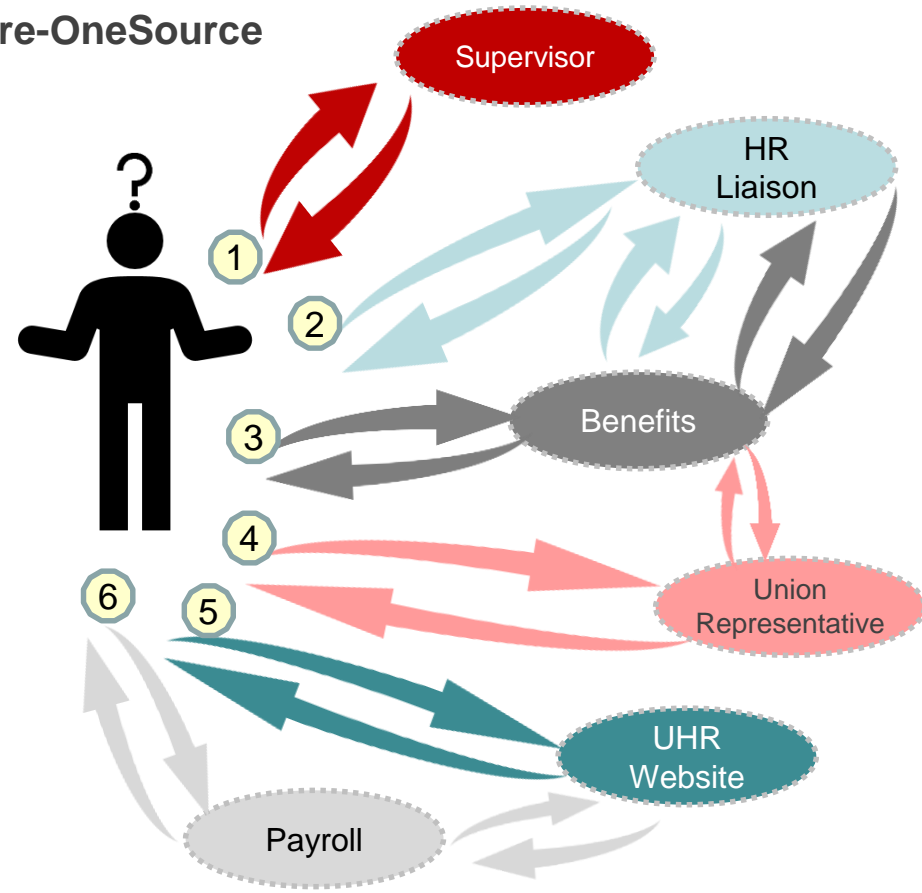 re-OneSource
Supervisor
?
HR
Liaison
1
2
3
Benefits
4
Union
Representative
6
5
UHR
Website
Payroll